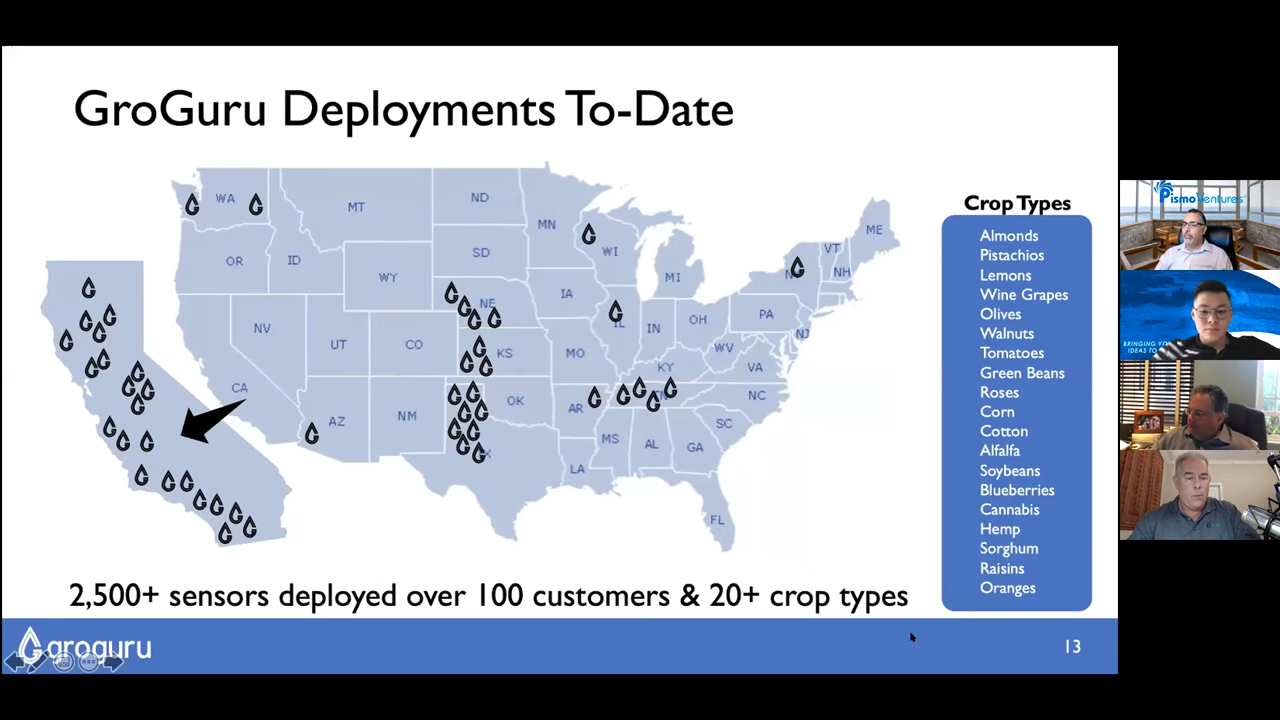 GroGuru Deployments To-Date
WA
MT
ND
MN
OR
ID
WY
SD
WI
MI
VT
NH
ME
NE
IA
PA
NJ
NV
UT
CO
KS
MO
IL
IN
OH
WV
VA
KY
CA
AZ
NM
OK
AR
TN
NC
SC
MS
AL
GA
LA
FL
Crop Types
Almonds
Pistachios
Lemons
Wine Grapes
Olives
Walnuts
Tomatoes
Green Beans
Roses
Corn
Cotton
Alfalfa
Soybeans
Blueberries
Cannabis
Hemp
Sorghum
Raisins
Oranges
2,500+ sensors deployed over 100 customers & 20+ crop types
groguru
13
PismoVentures
BRINGING YO
IDEAS TO